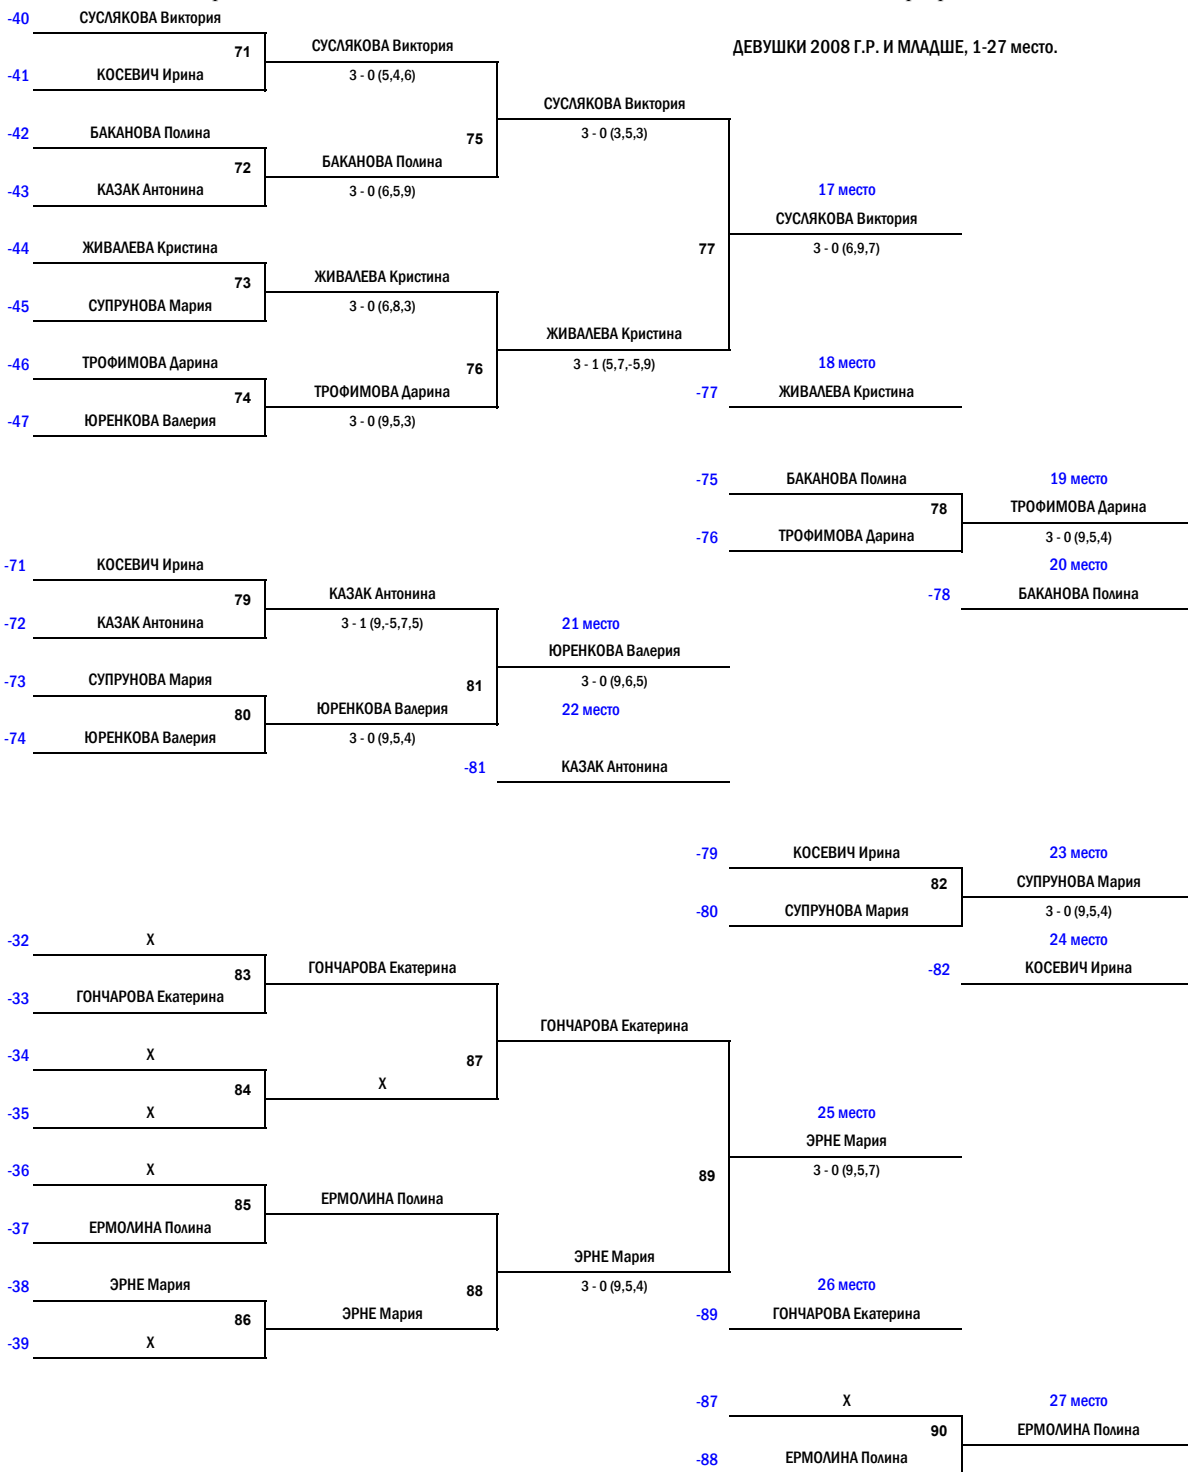 -40 СУСЛЯКОВА Виктория
71 СУСЛЯКОВА Виктория ДЕВУШКИ 2008 Г.Р. И МЛАДШЕ, 1-27 место.
-41 КОСЕВИЧ Ирина 3 - 0 (5,4,6)
СУСЛЯКОВА Виктория
-42 БАКАНОВА Полина 75 3 - 0 (3,5,3)
72 БАКАНОВА Полина
-43 КАЗАК Антонина 3 - 0 (6,5,9) 17 место
СУСЛЯКОВА Виктория
-44 ЖИВАЛЕВА Кристина 77 3 - 0 (6,9,7)
73 ЖИВАЛЕВА Кристина
-45 СУПРУНОВА Мария 3 - 0 (6,8,3)
ЖИВАЛЕВА Кристина
-46 ТРОФИМОВА Дарина 76 3 - 1 (5,7,-5,9) 18 место
74 ТРОФИМОВА Дарина -77 ЖИВАЛЕВА Кристина
-47 ЮРЕНКОВА Валерия 3 - 0 (9,5,3)
-75 БАКАНОВА Полина 19 место
78 ТРОФИМОВА Дарина
-76 ТРОФИМОВА Дарина 3 - 0 (9,5,4)
-71 КОСЕВИЧ Ирина 20 место
79 КАЗАК Антонина -78 БАКАНОВА Полина
-72 КАЗАК Антонина 3 - 1 (9,-5,7,5) 21 место
ЮРЕНКОВА Валерия
-73 СУПРУНОВА Мария 81 3 - 0 (9,6,5)
80 ЮРЕНКОВА Валерия 22 место
-74 ЮРЕНКОВА Валерия 3 - 0 (9,5,4)
-81 КАЗАК Антонина
-79 КОСЕВИЧ Ирина 23 место
82 СУПРУНОВА Мария
-80 СУПРУНОВА Мария 3 - 0 (9,5,4)
-32 X 24 место
83 ГОНЧАРОВА Екатерина -82 КОСЕВИЧ Ирина
-33 ГОНЧАРОВА Екатерина
ГОНЧАРОВА Екатерина
-34 X 87
84 X
-35 X 25 место
ЭРНЕ Мария
-36 X 89 3 - 0 (9,5,7)
85 ЕРМОЛИНА Полина
-37 ЕРМОЛИНА Полина
ЭРНЕ Мария
-38 ЭРНЕ Мария 88 3 - 0 (9,5,4) 26 место
86 ЭРНЕ Мария -89 ГОНЧАРОВА Екатерина
-39 X
-87 X 27 место
90 ЕРМОЛИНА Полина
-88 ЕРМОЛИНА Полина